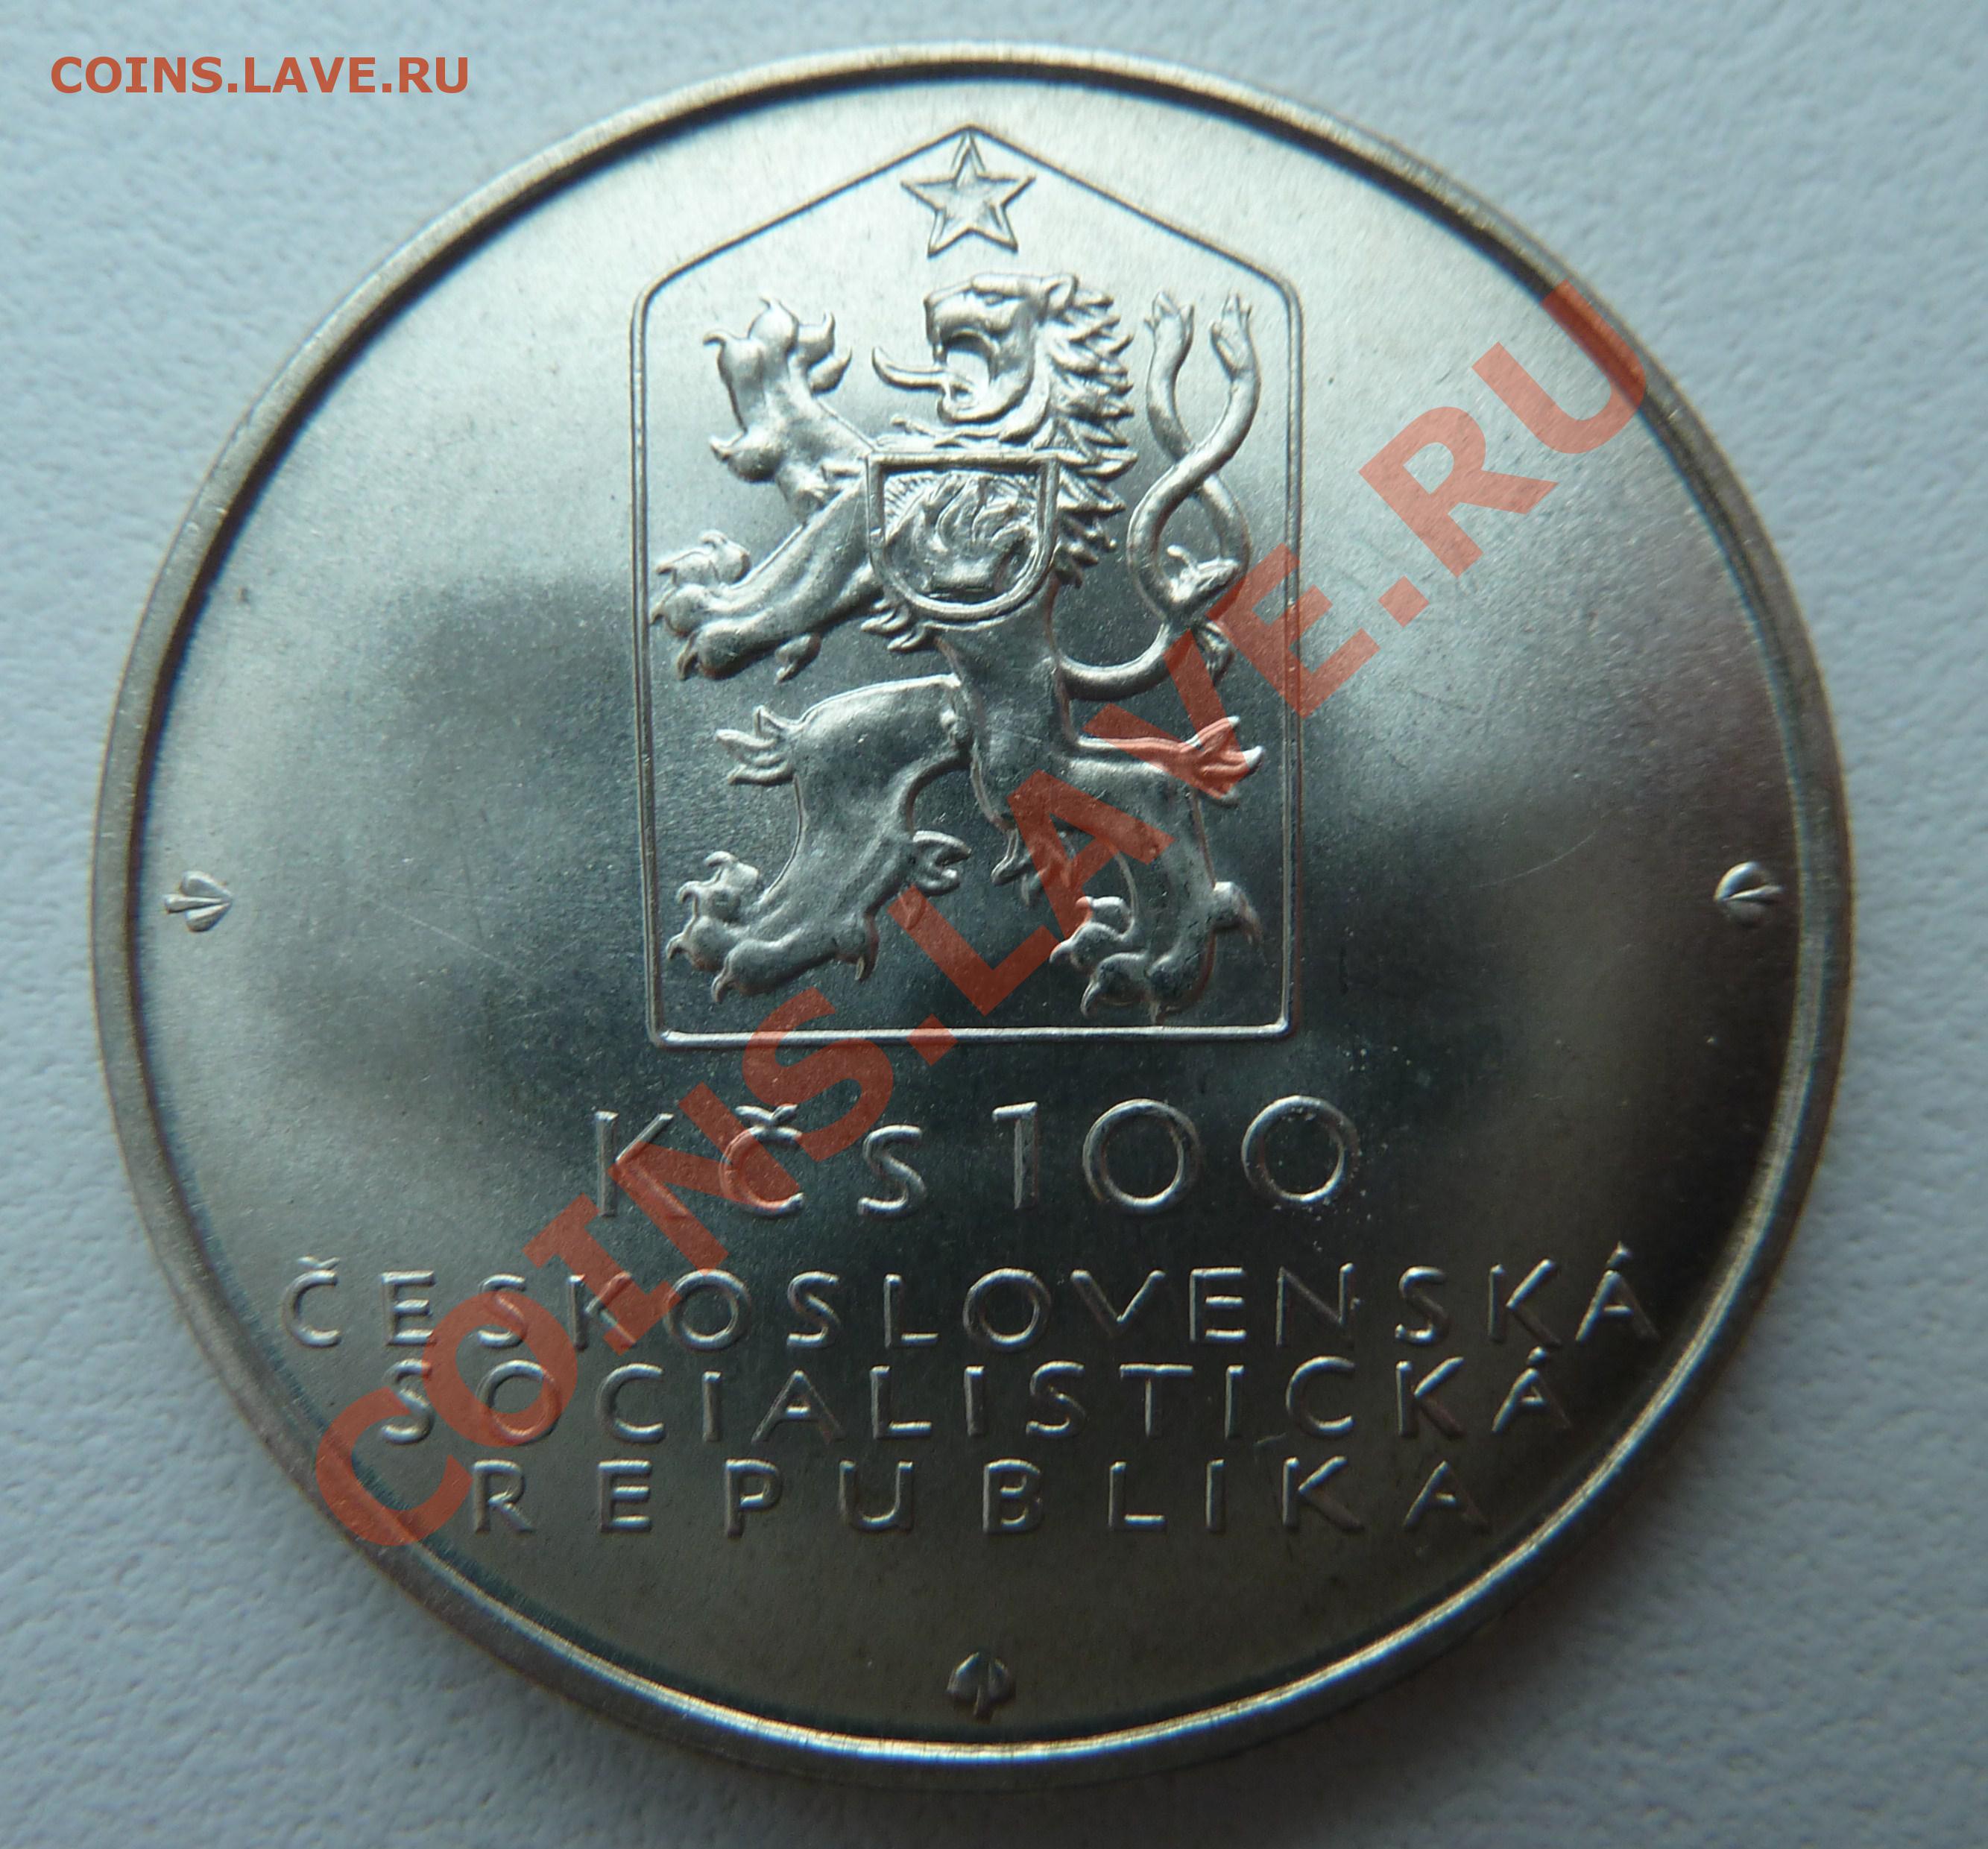 COINS.LAVE.RU
COINS.LAVE.RU
KČS 100
ČESKOSLOVENSKÁ
SOCIALISTICKÁ
REPUBLIKA